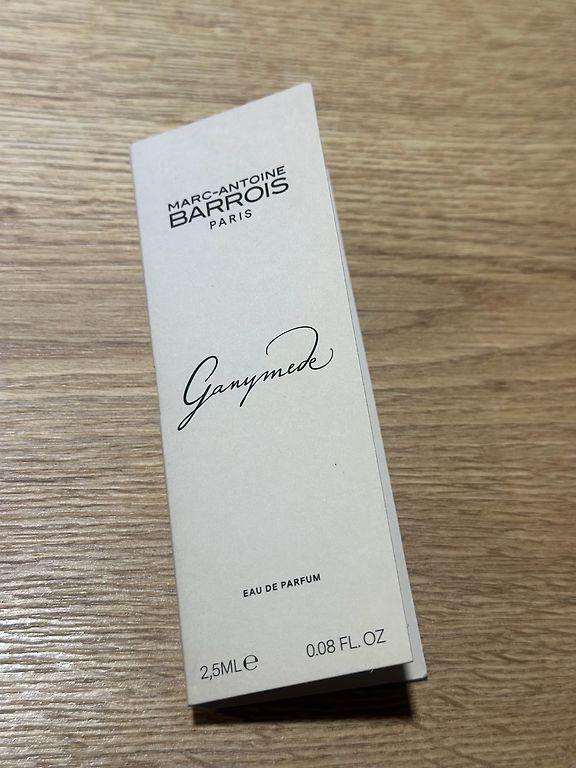 MARC-ANTOINE
BARROIS
PARIS
Ganymede
EAU DE PARFUM
2,5ML℮ 0.08 FL. OZ